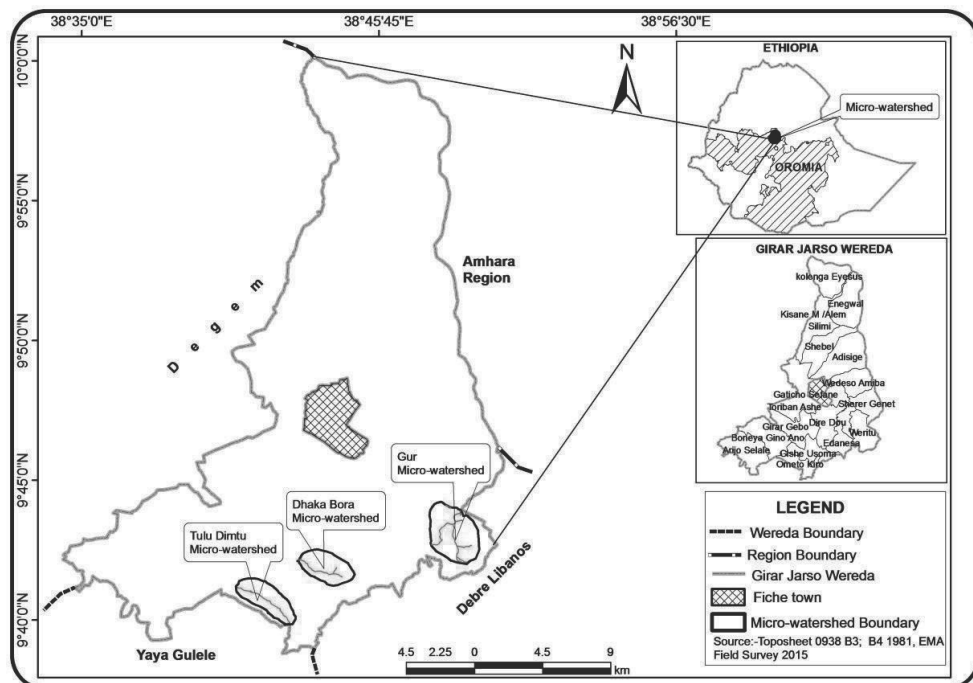 38°35'0"E
38°45'45"E
38°56'30"E
10°0'0"N
9°55'0"N
9°50'0"N
9°45'0"N
9°40'0"N
N
Degem
Amhara
Region
Gur
Micro-watershed
Dhaka Bora
Micro-watershed
Tulu Dimtu
Micro-watershed
Debre Libanos
Yaya Gulele
4.5 2.25 0 4.5 9
km
ETHIOPIA
Micro-watershed
OROMIA
GIRAR JARSO WEREDA
kolenga Eyesus
Enegwal
Kisane M /Alem
Silimi
Shebel
Adisige
Wedeso Amba
Gaticho Sefane
Sherer Genet
Toriban Ashe
Dire Dou
Girar Gebo
Wertu
Boneya Gino Ano
Edanesa
Arijo Selale
Gishe Usoma
Ometo Kiro
LEGEND
Wereda Boundary
Region Boundary
Girar Jarso Wereda
Fiche town
Micro-watershed Boundary
Source:-Toposheet 0938 B3; B4 1981, EMA
Field Survey 2015